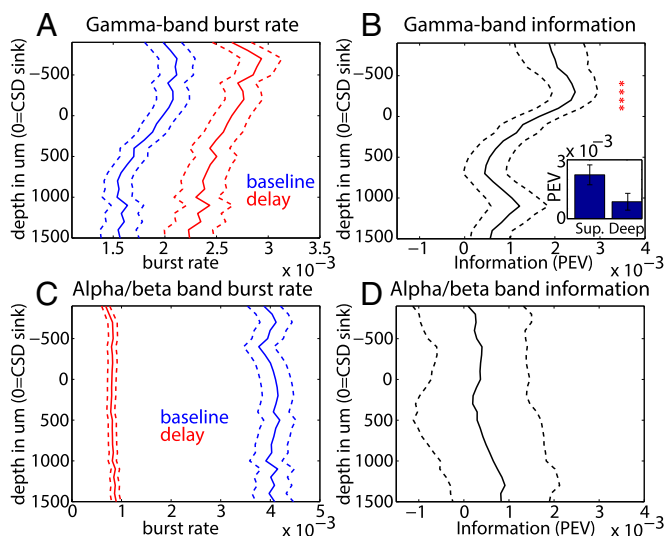 A
Gamma-band burst rate
depth in um (0=CSD sink)
−500
0
500
1000
1500
baseline
delay
1.5
2
2.5
3
3.5
burst rate
x 10⁻³
B
Gamma-band information
depth in um (0=CSD sink)
−500
0
500
1000
1500
****
3 x 10⁻³
PEV
0
Sup. Deep
−1
0
1
2
3
4
Information (PEV)
x 10⁻³
C
Alpha/beta band burst rate
depth in um (0=CSD sink)
−500
0
500
1000
1500
baseline
delay
0
1
2
3
4
5
burst rate
x 10⁻³
D
Alpha/beta band information
depth in um (0=CSD sink)
−500
0
500
1000
1500
−1
0
1
2
3
4
Information (PEV)
x 10⁻³